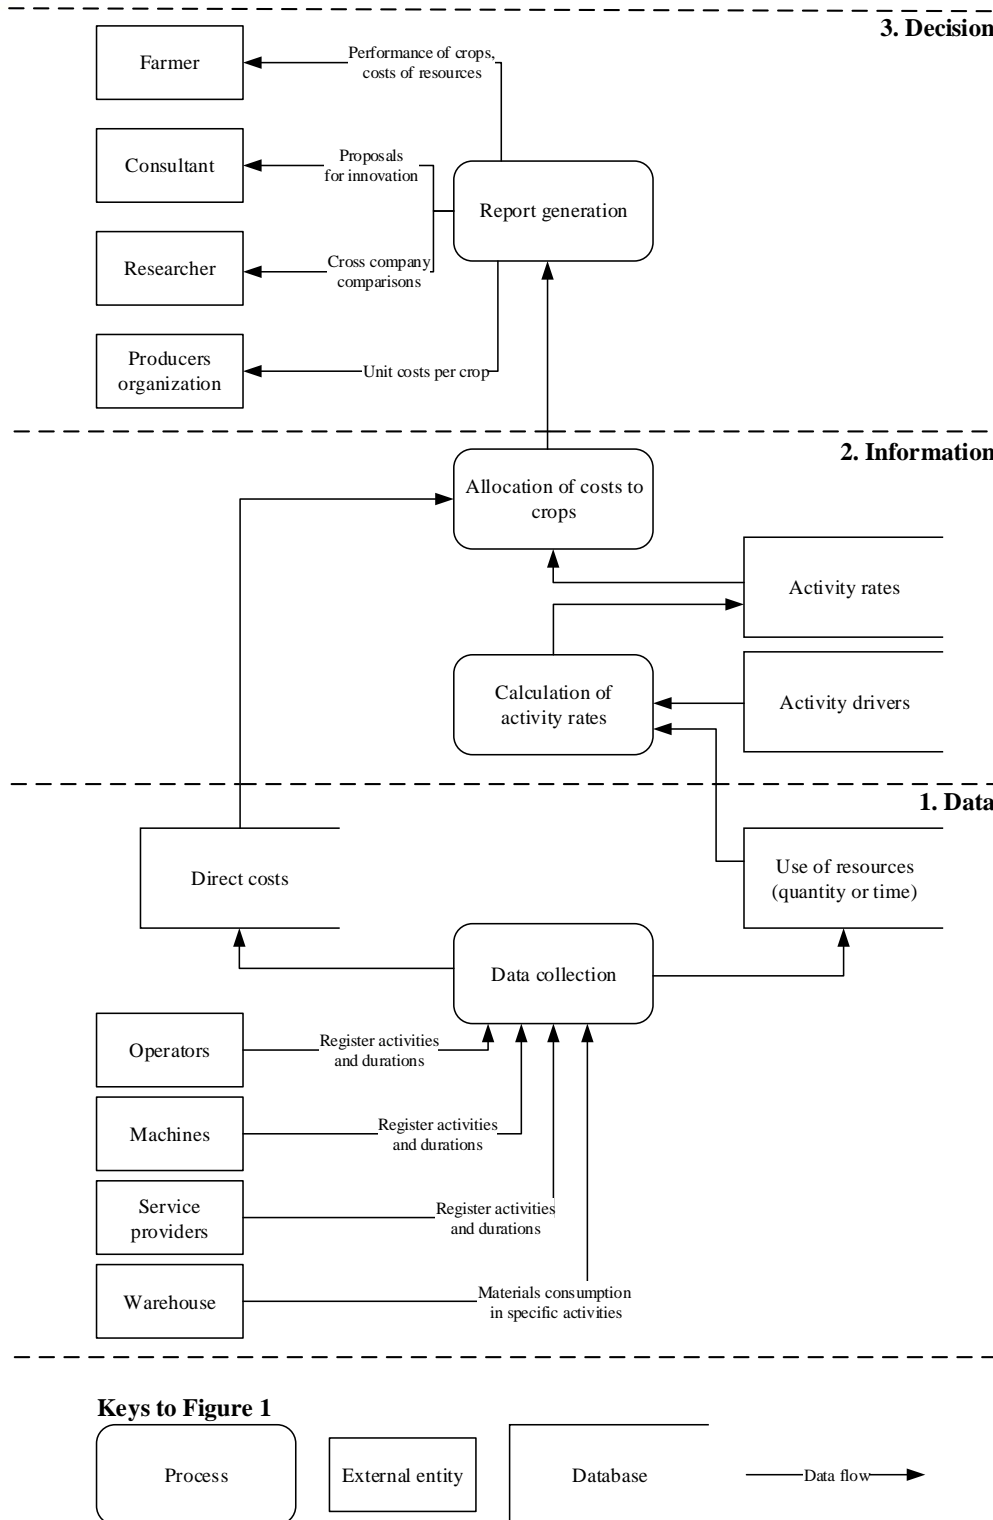 3. Decision
Farmer
Performance of crops,
costs of resources
Consultant
Proposals
for innovation
Report generation
Researcher
Cross company
comparisons
Producers
organization
Unit costs per crop
2. Information
Allocation of costs to
crops
Activity rates
Calculation of
activity rates
Activity drivers
1. Data
Direct costs
Use of resources
(quantity or time)
Data collection
Operators
Register activities
and durations
Machines
Register activities
and durations
Service
providers
Register activities
and durations
Warehouse
Materials consumption
in specific activities
Keys to Figure 1
Process
External entity
Database
Data flow